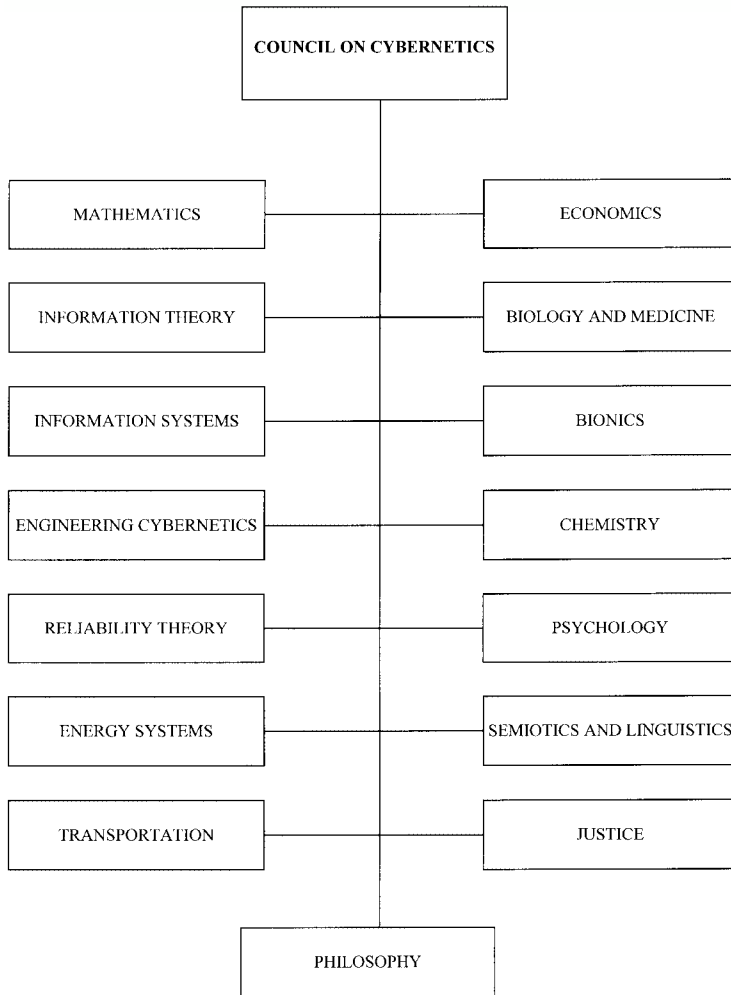 COUNCIL ON CYBERNETICS
MATHEMATICS
ECONOMICS
INFORMATION THEORY
BIOLOGY AND MEDICINE
INFORMATION SYSTEMS
BIONICS
ENGINEERING CYBERNETICS
CHEMISTRY
RELIABILITY THEORY
PSYCHOLOGY
ENERGY SYSTEMS
SEMIOTICS AND LINGUISTICS
TRANSPORTATION
JUSTICE
PHILOSOPHY